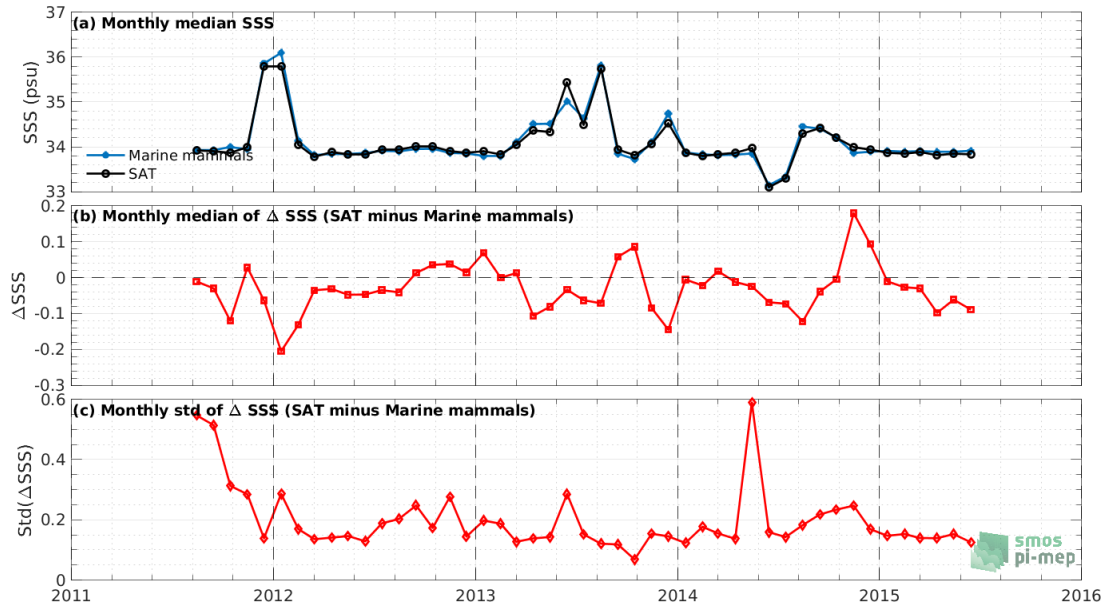 (a) Monthly median SSS
SSS (psu)
37
36
35
34
33
Marine mammals
SAT
(b) Monthly median of Δ SSS (SAT minus Marine mammals)
ΔSSS
0.2
0.1
0
-0.1
-0.2
-0.3
(c) Monthly std of Δ SSS (SAT minus Marine mammals)
Std(ΔSSS)
0.6
0.4
0.2
0
2011 2012 2013 2014 2015 2016
smos
pi-mep